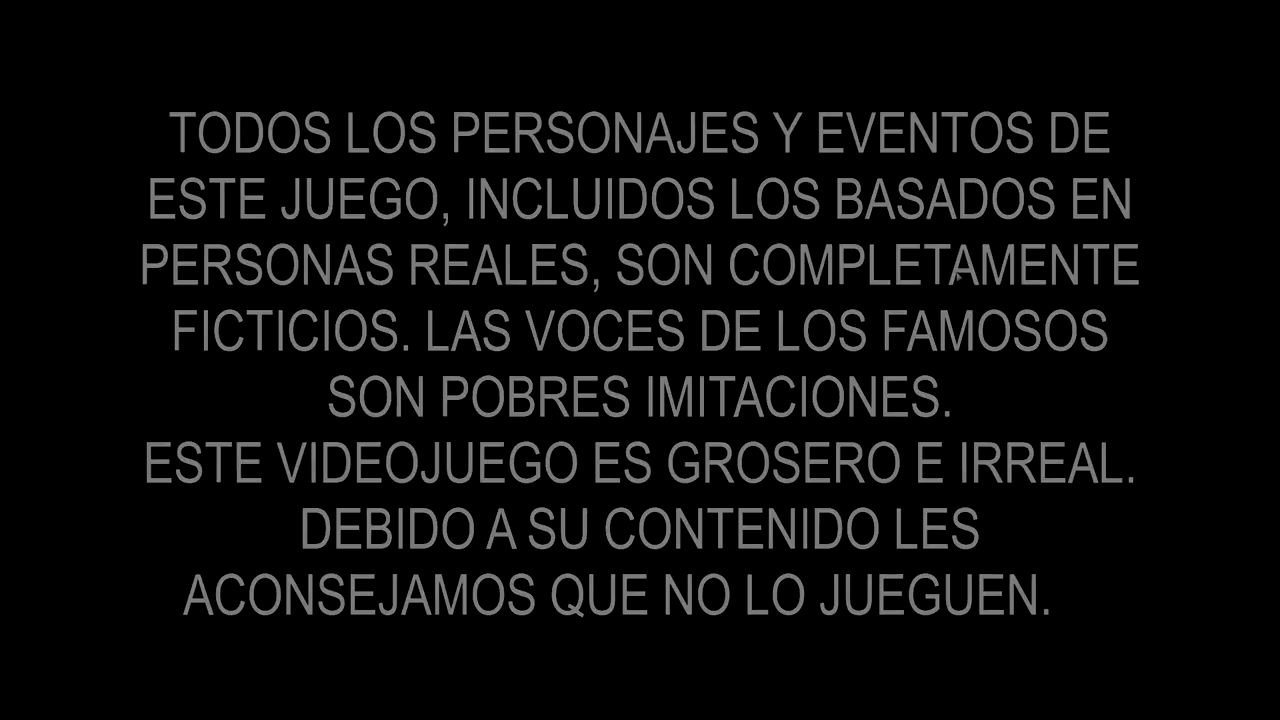 TODOS LOS PERSONAJES Y EVENTOS DE
ESTE JUEGO, INCLUIDOS LOS BASADOS EN
PERSONAS REALES, SON COMPLETAMENTE
FICTICIOS. LAS VOCES DE LOS FAMOSOS
SON POBRES IMITACIONES.
ESTE VIDEOJUEGO ES GROSERO E IRREAL.
DEBIDO A SU CONTENIDO LES
ACONSEJAMOS QUE NO LO JUEGUEN.